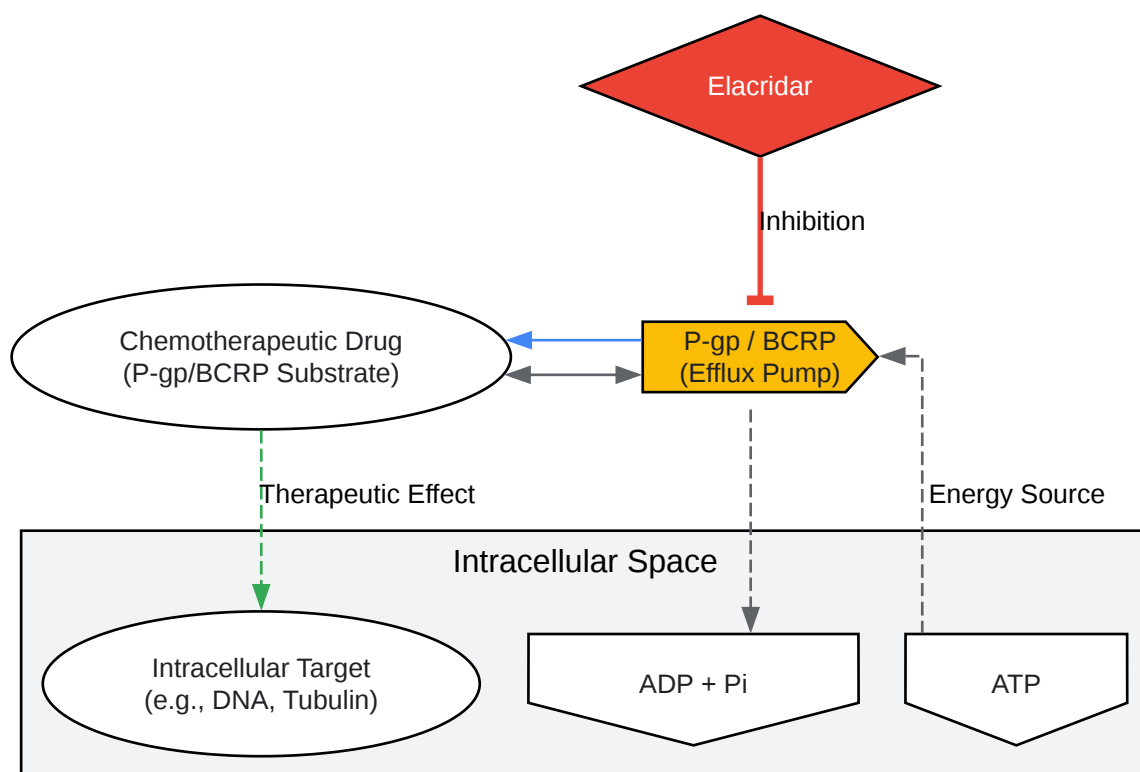 Elacridar
Inhibition
Chemotherapeutic Drug
(P-gp/BCRP Substrate)
P-gp / BCRP
(Efflux Pump)
Therapeutic Effect
Energy Source
Intracellular Space
Intracellular Target
(e.g., DNA, Tubulin)
ADP + Pi
ATP